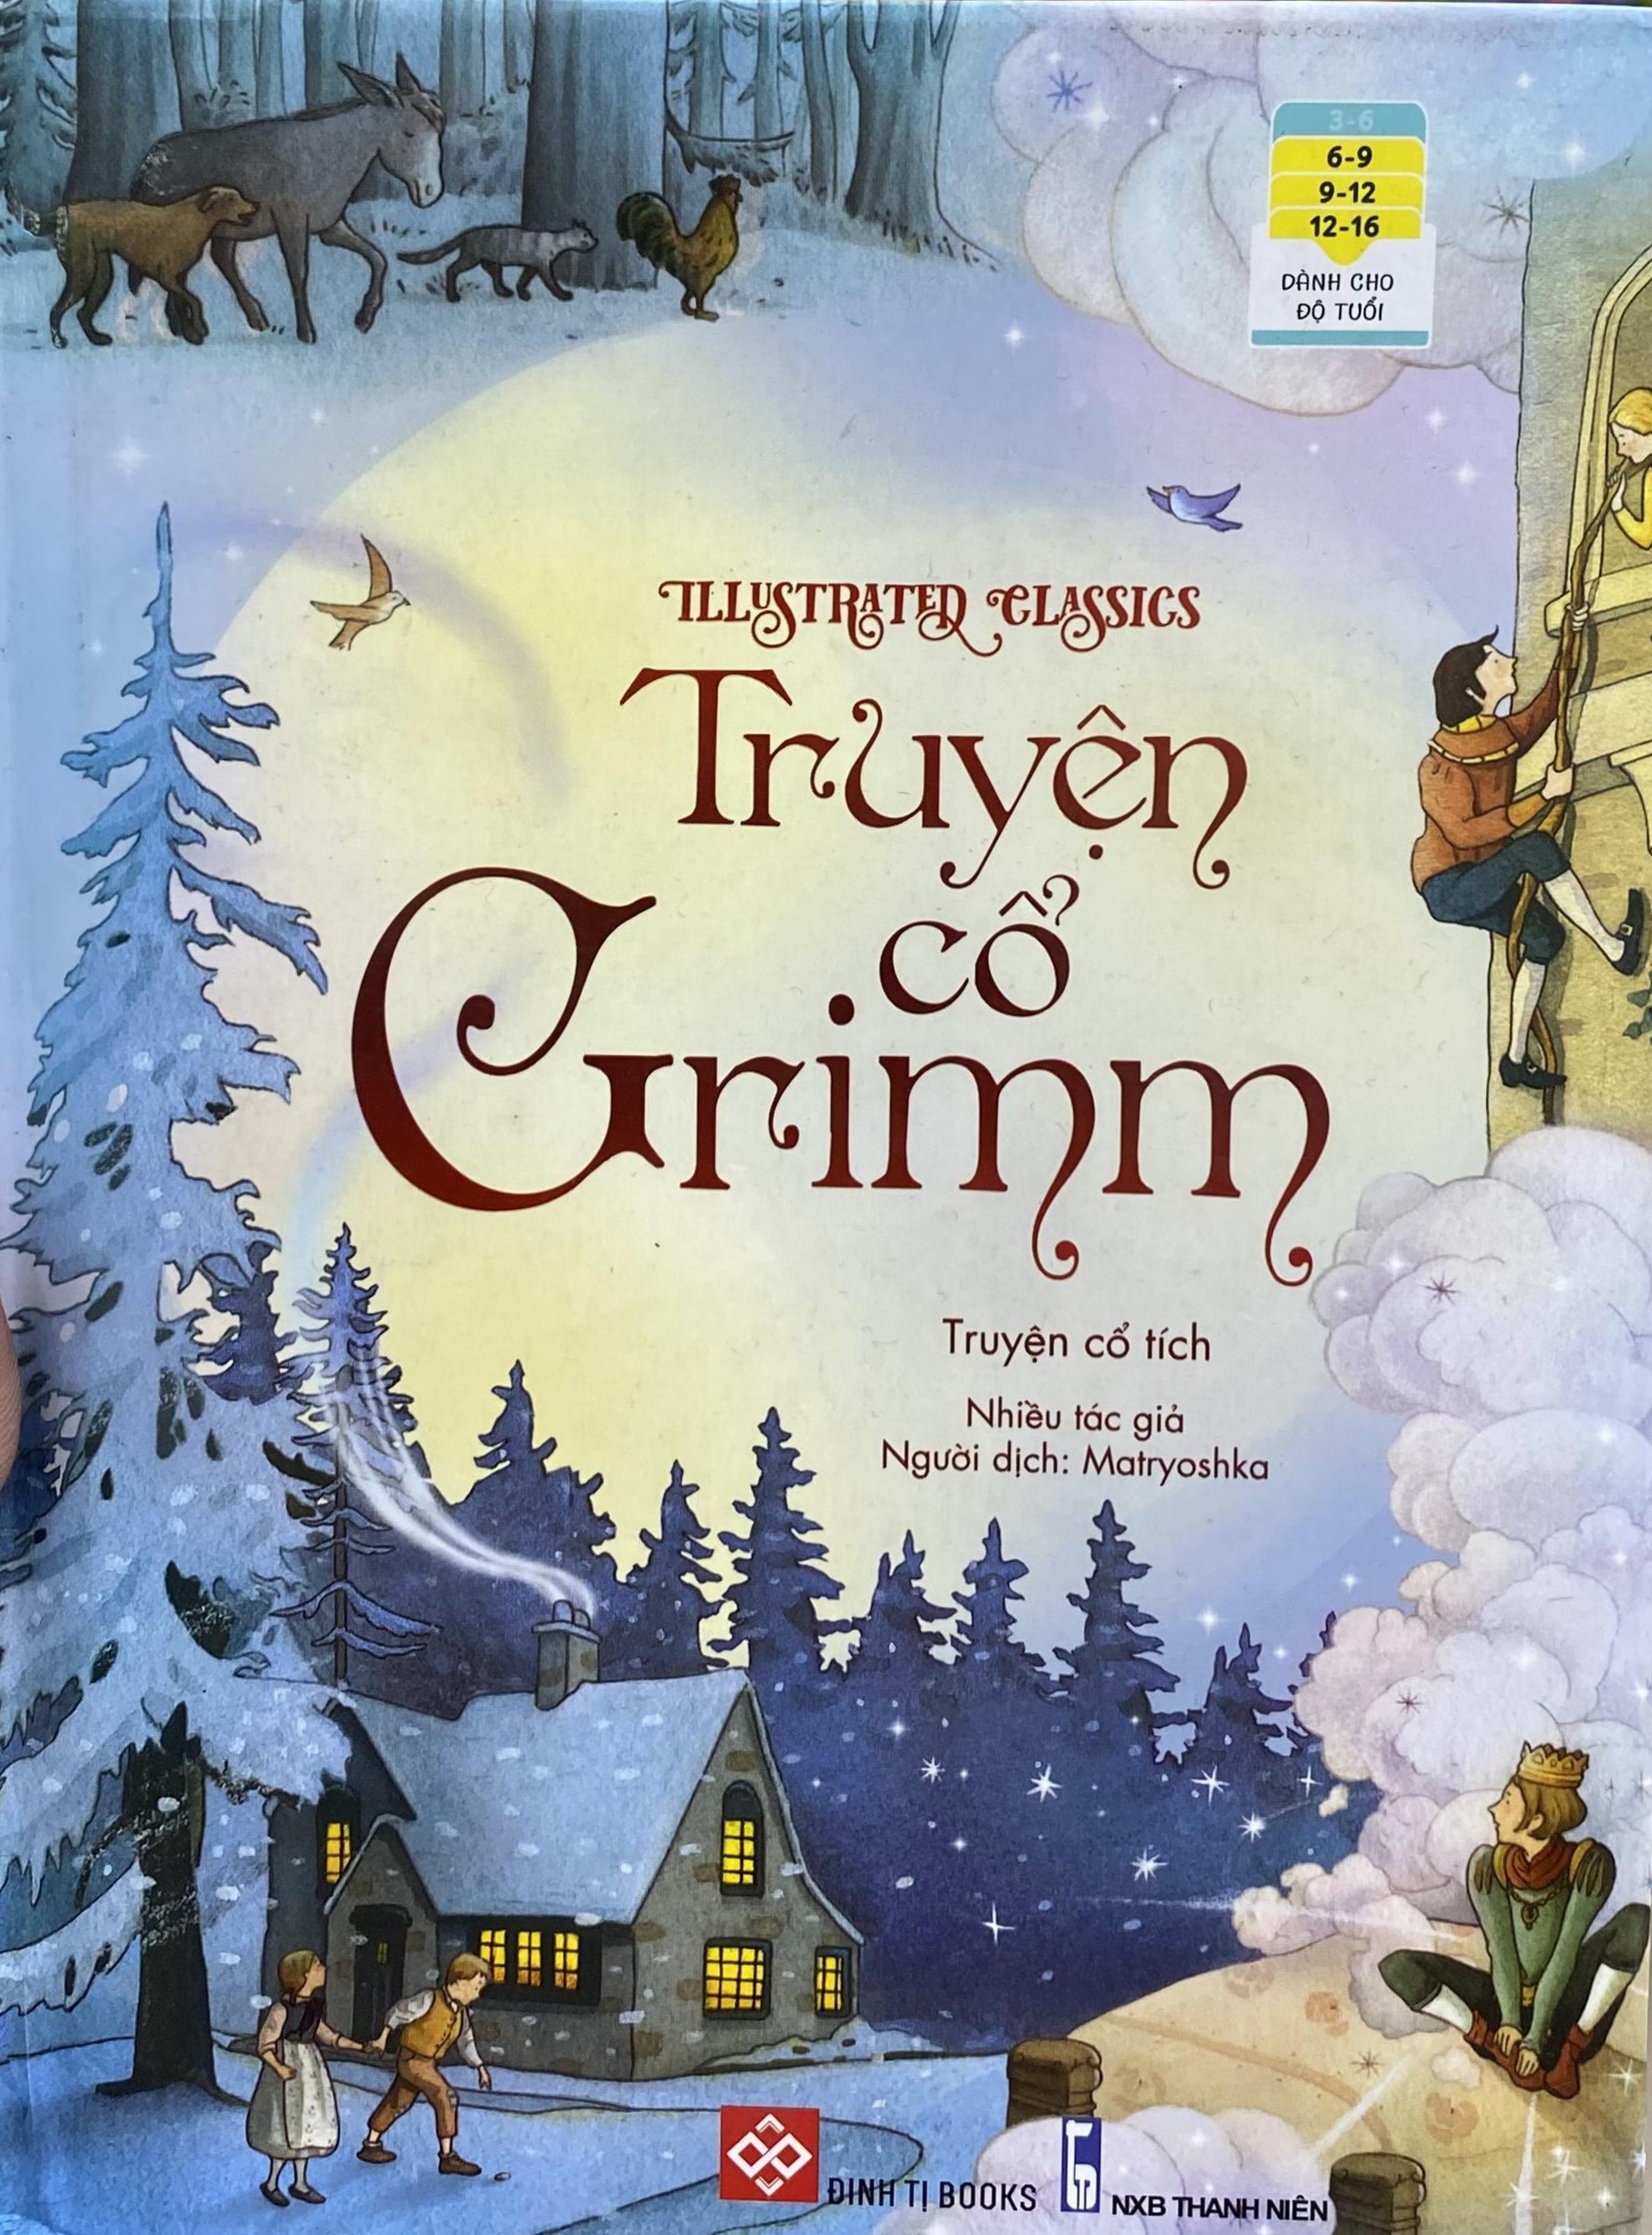 3-6
6-9
9-12
12-16
DÀNH CHO
ĐỘ TUỔI
ILLUSTRATED CLASSICS
Truyện
cổ
Grimm
Truyện cổ tích
Nhiều tác giả
Người dịch: Matryoshka
ĐINH TỊ BOOKS
NXB THANH NIÊN